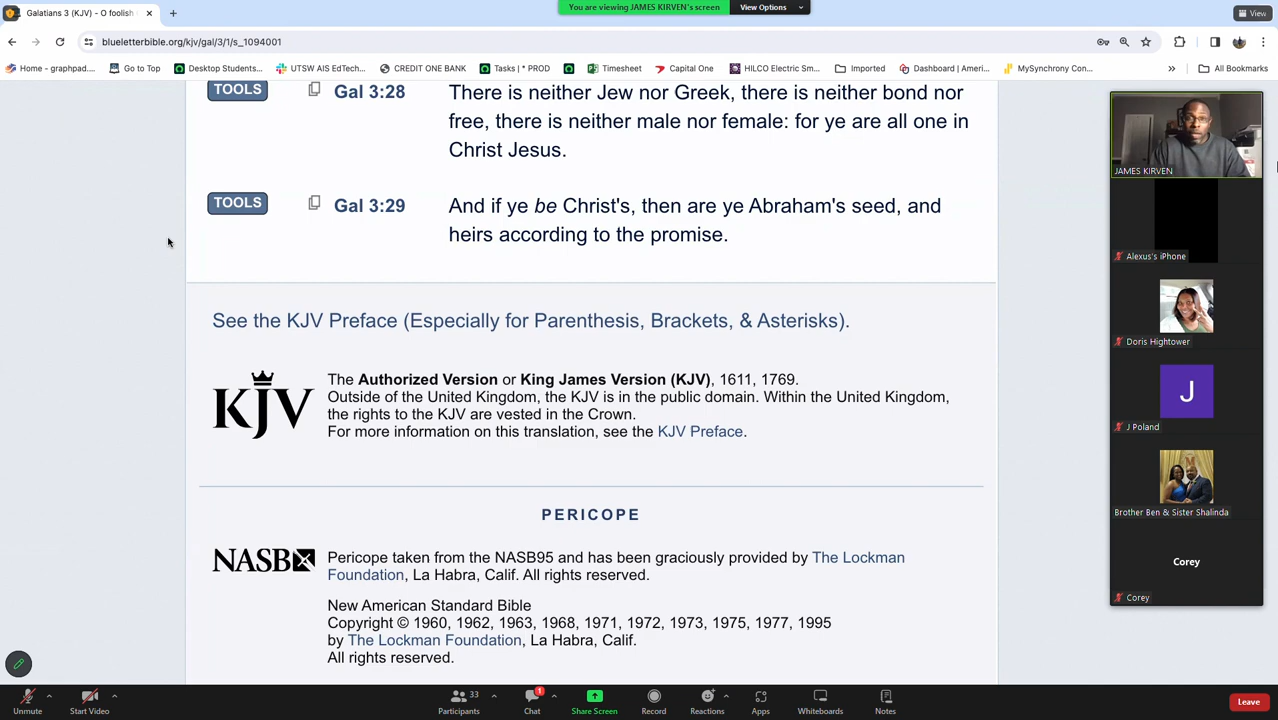 Galatians 3 (KJV) - O foolish
You are viewing JAMES KIRVEN's screen
View Options
View
blueletterbible.org/kjv/gal/3/1/s_1094001
Home - graphpad....
Go to Top
Desktop Students...
UTSW AIS EdTech...
CREDIT ONE BANK
Tasks | * PROD
Timesheet
Capital One
HILCO Electric Sm...
Imported
Dashboard | Ameri...
MySynchrony Con...
»
All Bookmarks
TOOLS
Gal 3:28
There is neither Jew nor Greek, there is neither bond nor
free, there is neither male nor female: for ye are all one in
Christ Jesus.
TOOLS
Gal 3:29
And if ye be Christ's, then are ye Abraham's seed, and
heirs according to the promise.
See the KJV Preface (Especially for Parenthesis, Brackets, & Asterisks).
KJV
The Authorized Version or King James Version (KJV), 1611, 1769.
Outside of the United Kingdom, the KJV is in the public domain. Within the United Kingdom,
the rights to the KJV are vested in the Crown.
For more information on this translation, see the KJV Preface.
PERICOPE
NASB
Pericope taken from the NASB95 and has been graciously provided by The Lockman
Foundation, La Habra, Calif. All rights reserved.
New American Standard Bible
Copyright © 1960, 1962, 1963, 1968, 1971, 1972, 1973, 1975, 1977, 1995
by The Lockman Foundation, La Habra, Calif.
All rights reserved.
JAMES KIRVEN
Alexus's iPhone
Doris Hightower
J
J Poland
Brother Ben & Sister Shalinda
Corey
Corey
Unmute
Start Video
Participants
33
Chat
1
Share Screen
Record
Reactions
Apps
Whiteboards
Notes
Leave